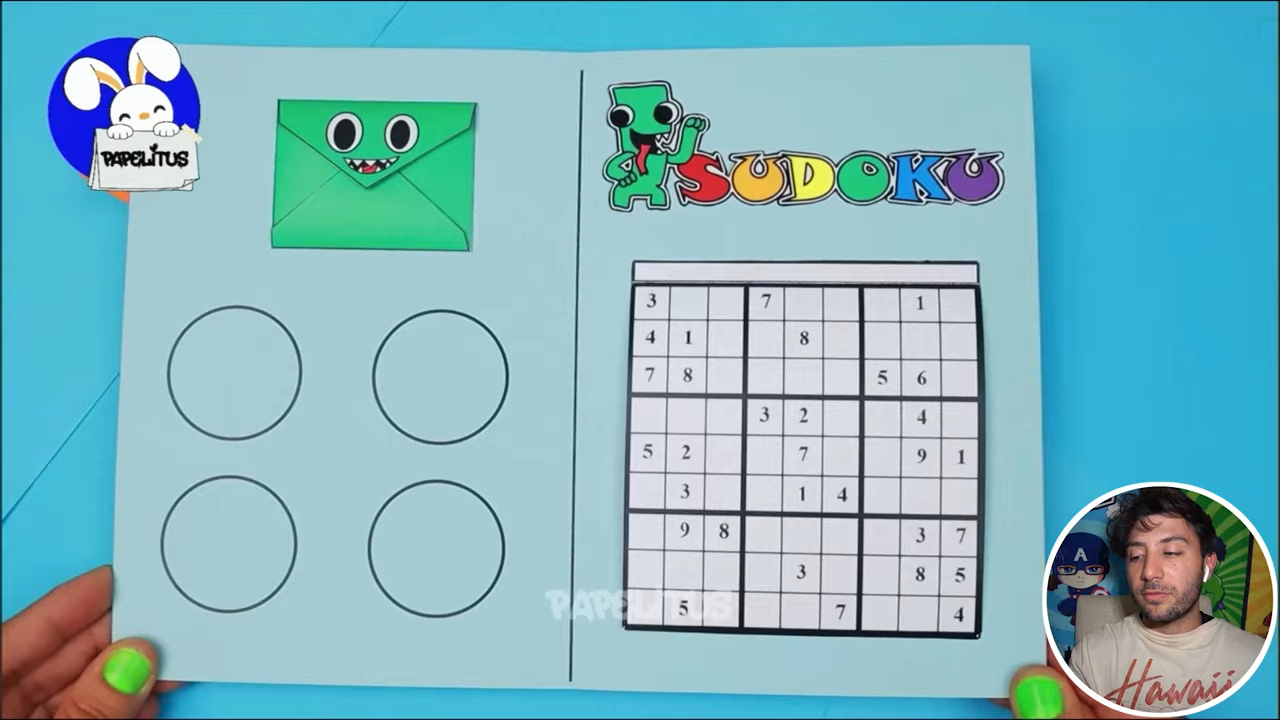 PAPELITUS
SUDOKU
3 7 1
4 1 8
7 8 5 6
3 2 4
5 2 7 9 1
3 1 4
9 8 3 7
3 8 5
5 7 4
PAPELITUS
A
Hawaii